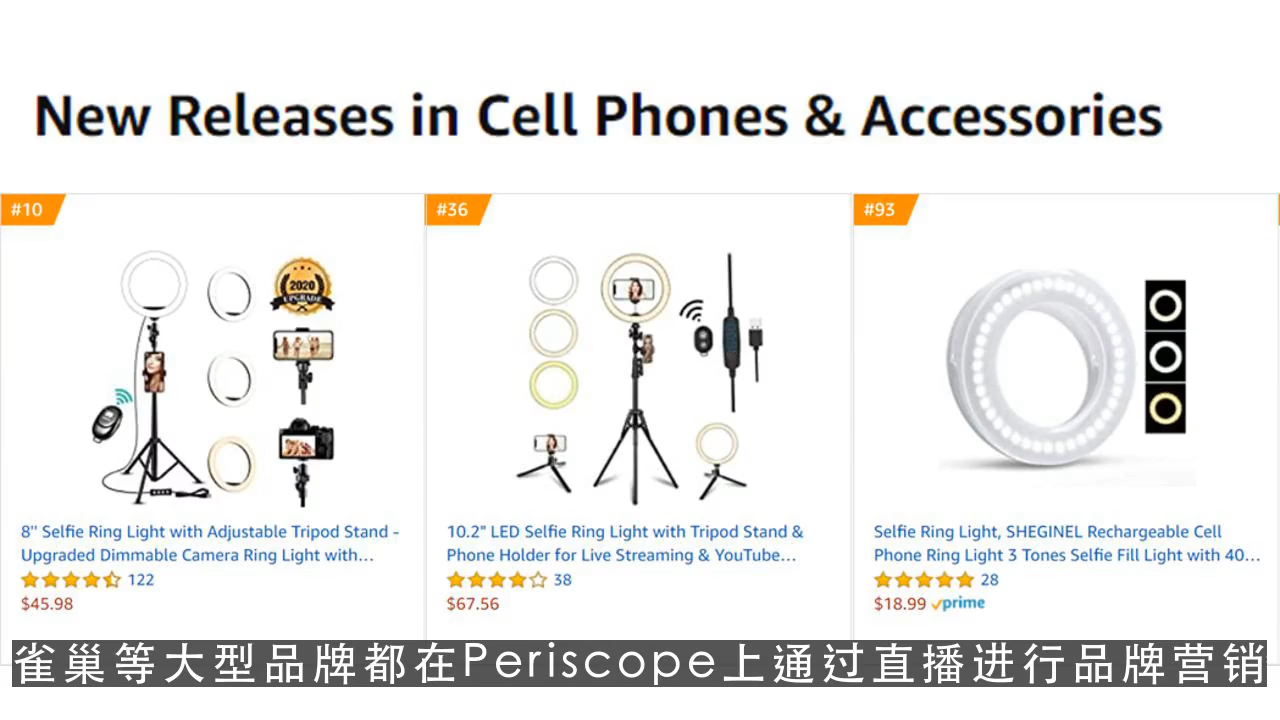 New Releases in Cell Phones & Accessories
#10
#36
#93
2020
UPGRADE
8" Selfie Ring Light with Adjustable Tripod Stand -
Upgraded Dimmable Camera Ring Light with...
122
$45.98
10.2" LED Selfie Ring Light with Tripod Stand &
Phone Holder for Live Streaming & YouTube...
38
$67.56
Selfie Ring Light, SHEGINEL Rechargeable Cell
Phone Ring Light 3 Tones Selfie Fill Light with 40...
28
$18.99 prime
雀巢等大型品牌都在Periscope上通过直播进行品牌营销